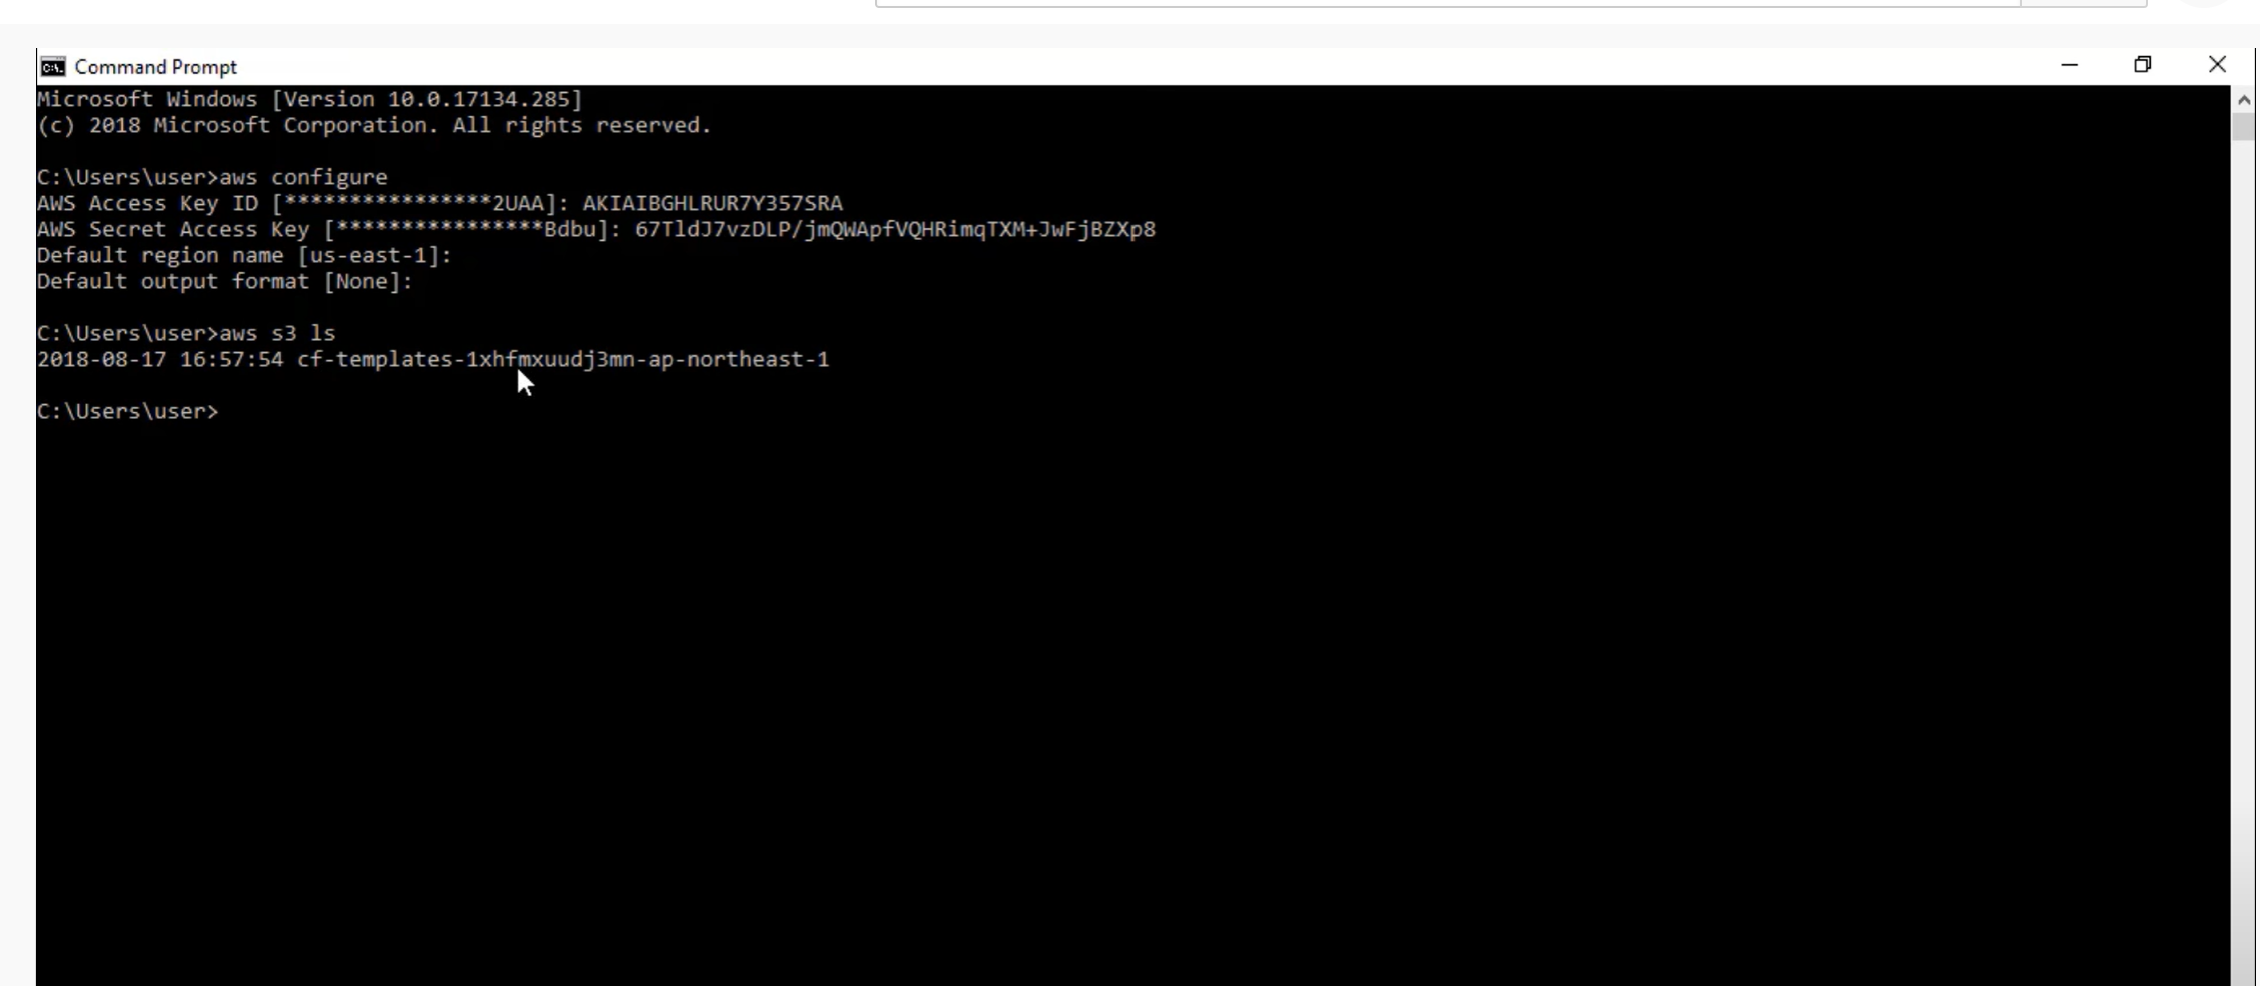 Command Prompt
Microsoft Windows [Version 10.0.17134.285]
(c) 2018 Microsoft Corporation. All rights reserved.
C:\Users\user>aws configure
AWS Access Key ID [****************2UAA]: AKIAIBGHLRUR7Y357SRA
AWS Secret Access Key [****************Bdbu]: 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
Default region name [us-east-1]:
Default output format [None]:
C:\Users\user>aws s3 ls
2018-08-17 16:57:54 cf-templates-1xhfmxuudj3mn-ap-northeast-1
C:\Users\user>